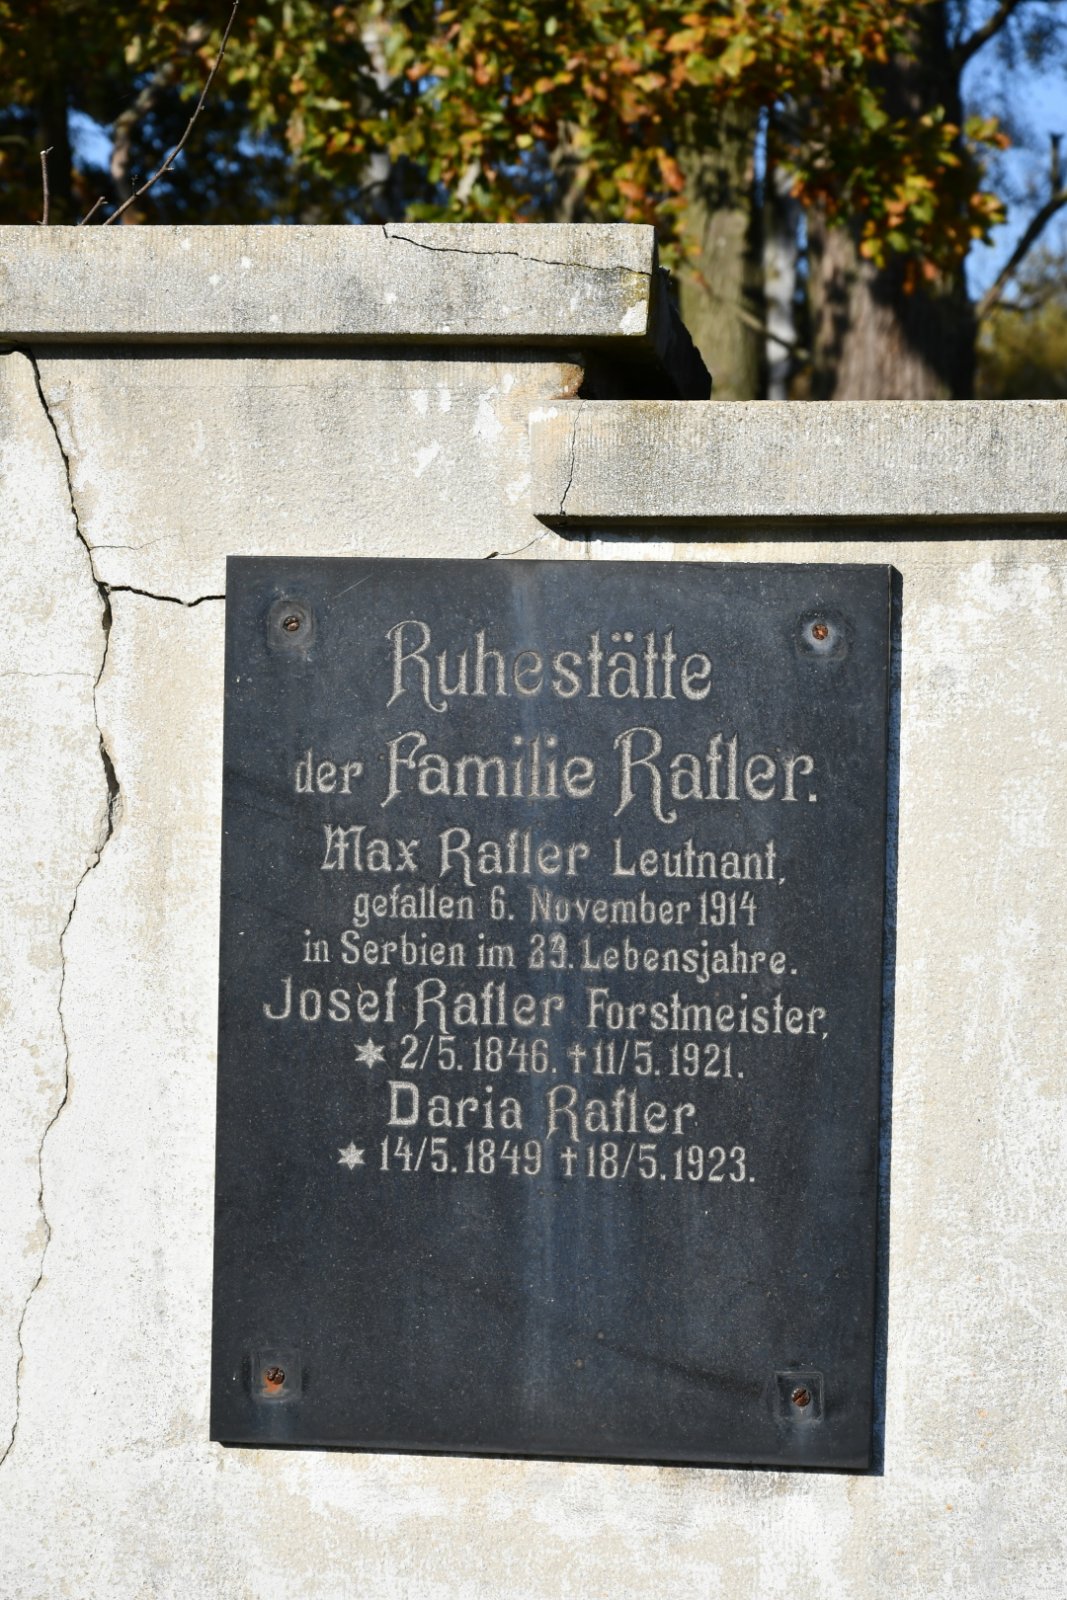 Ruhestätte
der Familie Rafler.
Max Rafler Leutnant,
gefallen 6. November 1914
in Serbien im Lebensjahre.
Josef Rafler Forstmeister,
✶ 2/5. 1846. † 11/5. 1921.
Daria Rafler
✶ 14/5. 1849 † 18/5. 1923.